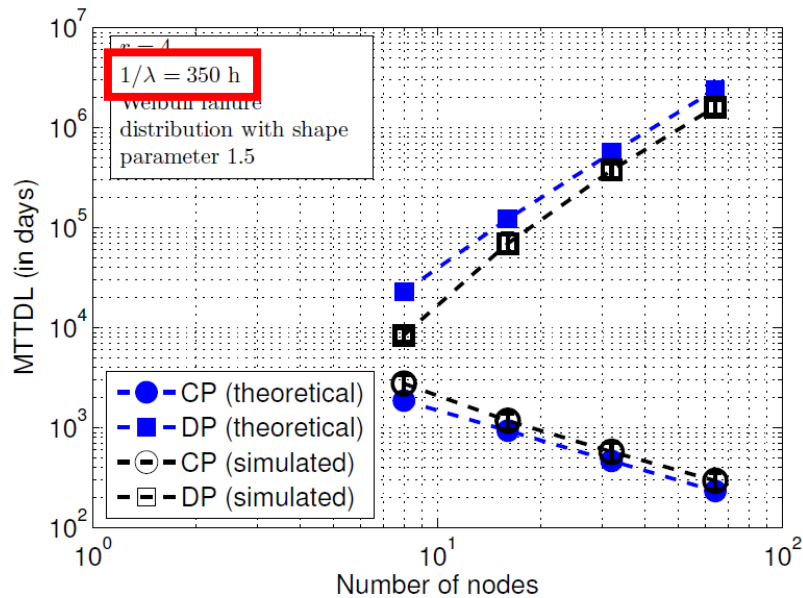 10^7
10^6
10^5
10^4
10^3
10^2
MTTDL (in days)
r = 4
1/λ = 350 h
Weibull failure
distribution with shape
parameter 1.5
CP (theoretical)
DP (theoretical)
CP (simulated)
DP (simulated)
10^0
10^1
10^2
Number of nodes